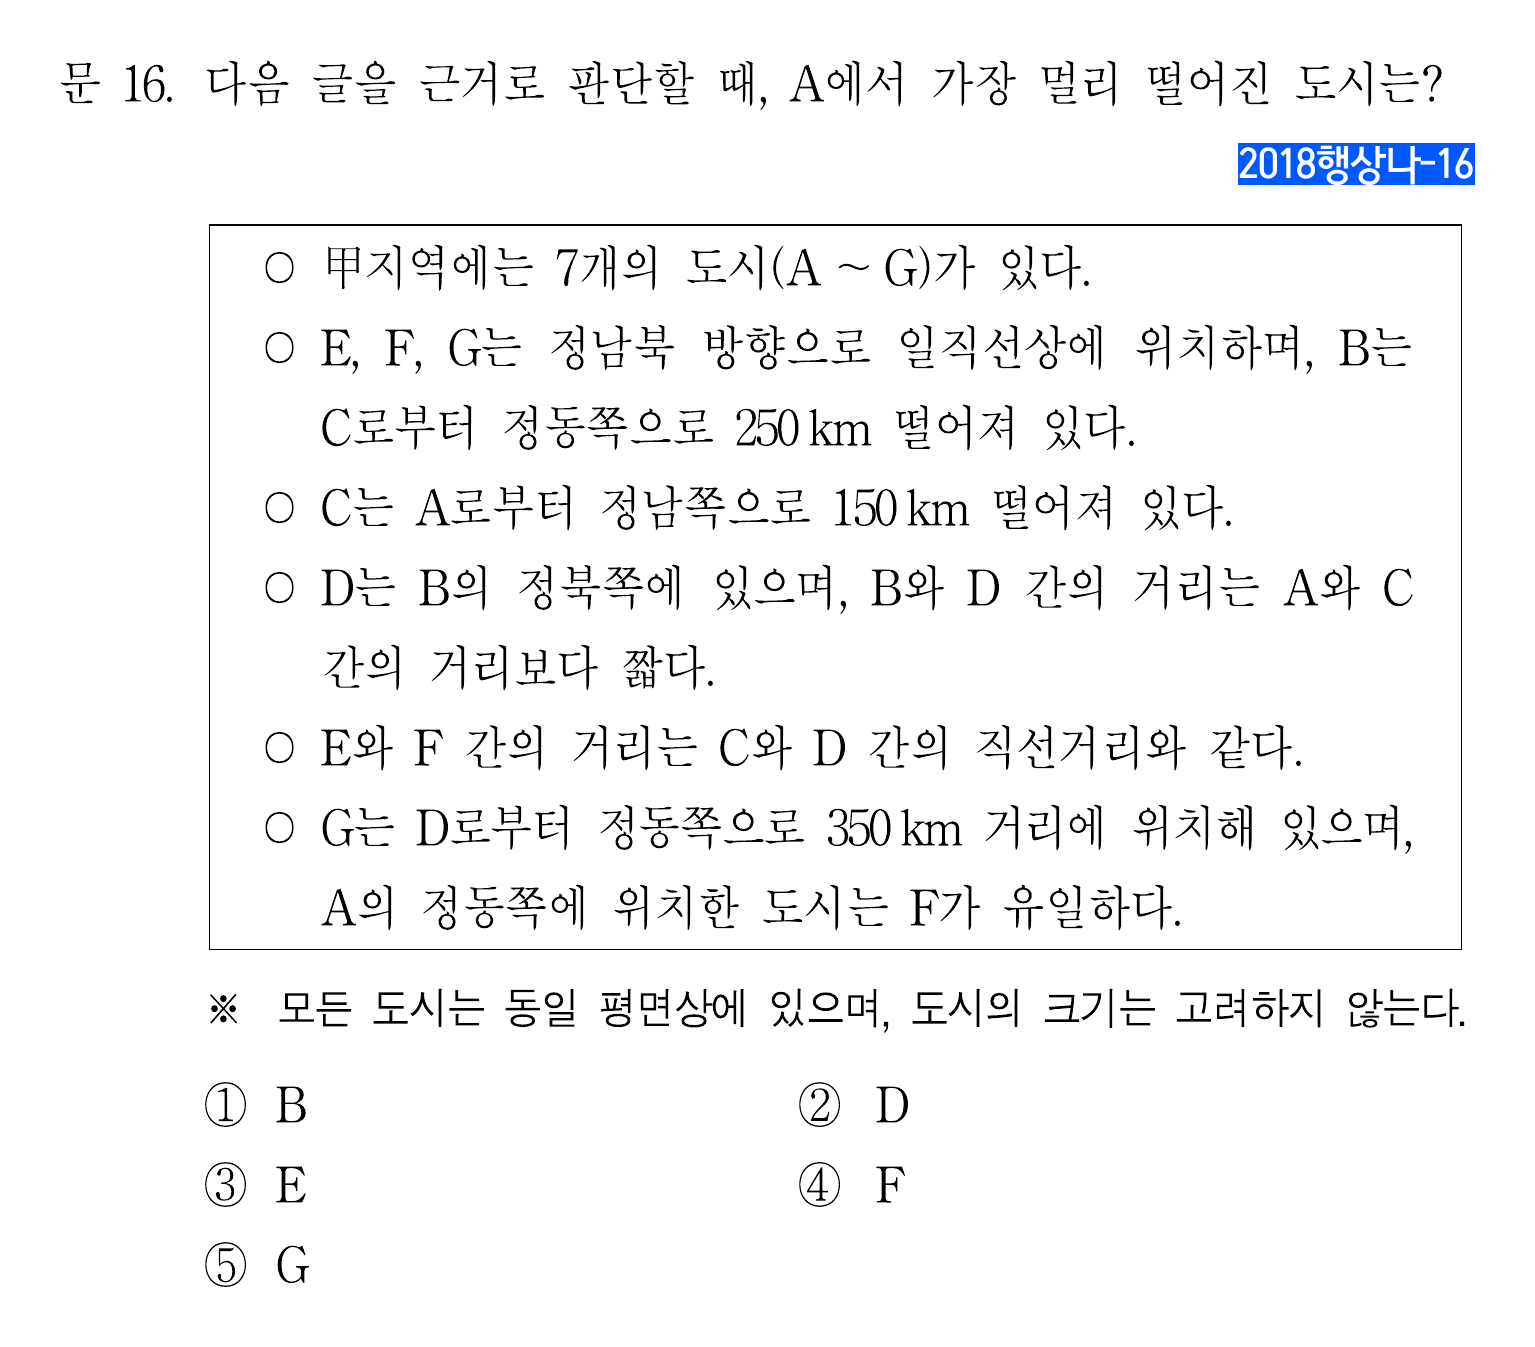 문 16. 다음 글을 근거로 판단할 때, A에서 가장 멀리 떨어진 도시는?
2018행상나-16
○ 甲지역에는 7개의 도시(A ~ G)가 있다.
○ E, F, G는 정남북 방향으로 일직선상에 위치하며, B는
C로부터 정동쪽으로 250 km 떨어져 있다.
○ C는 A로부터 정남쪽으로 150 km 떨어져 있다.
○ D는 B의 정북쪽에 있으며, B와 D 간의 거리는 A와 C
간의 거리보다 짧다.
○ E와 F 간의 거리는 C와 D 간의 직선거리와 같다.
○ G는 D로부터 정동쪽으로 350 km 거리에 위치해 있으며,
A의 정동쪽에 위치한 도시는 F가 유일하다.
※ 모든 도시는 동일 평면상에 있으며, 도시의 크기는 고려하지 않는다.
① B ② D
③ E ④ F
⑤ G